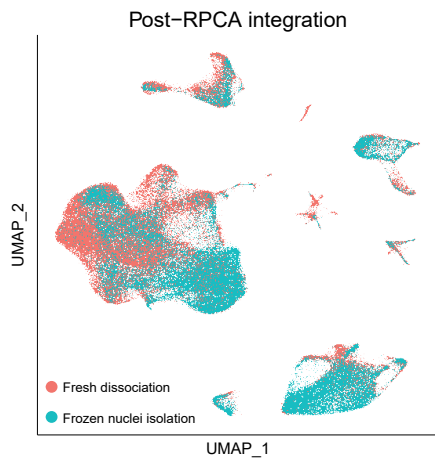 Post−RPCA integration
UMAP_2
Fresh dissociation
Frozen nuclei isolation
UMAP_1